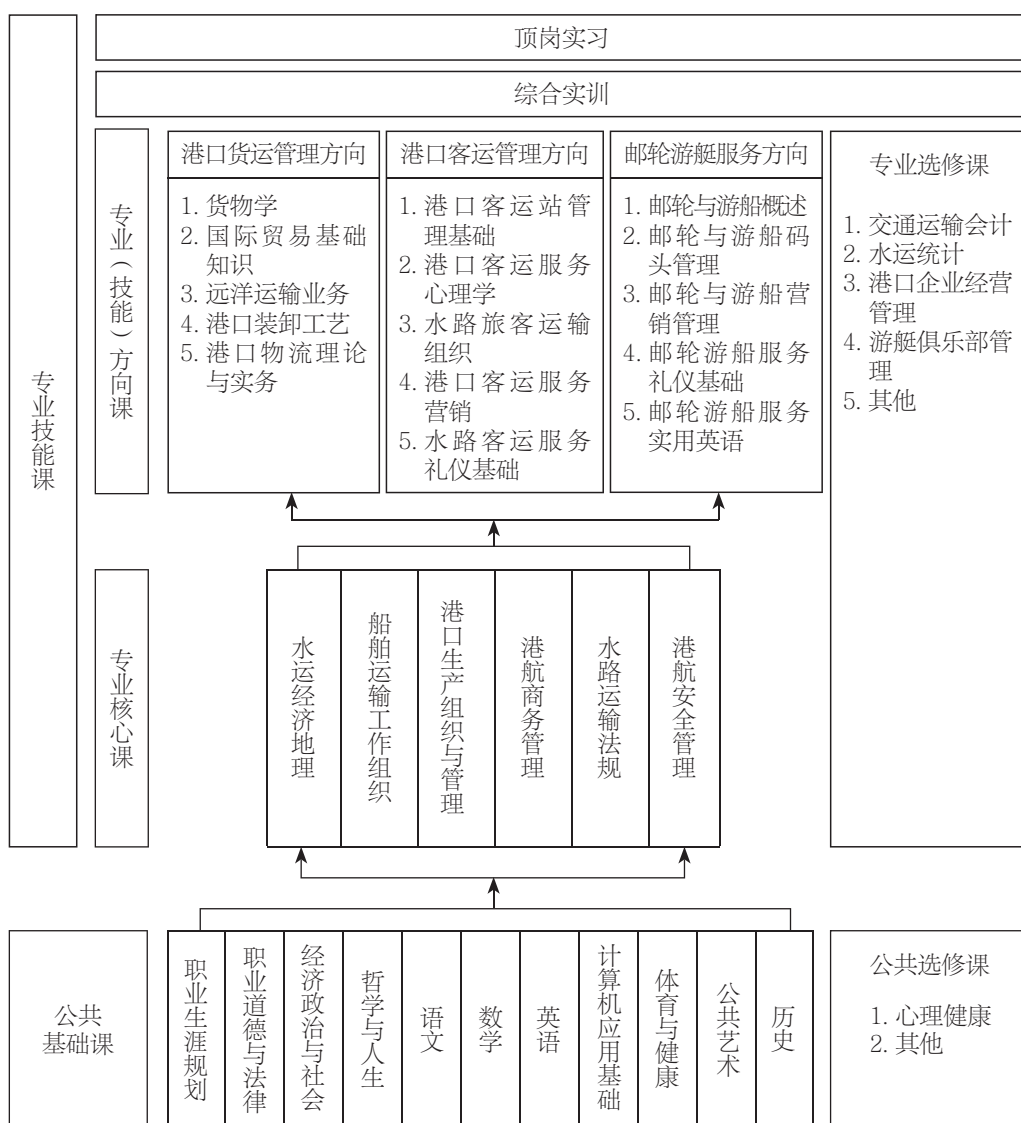 顶岗实习
综合实训
专业技能课
专业（技能）方向课
港口货运管理方向
1. 货物学
2. 国际贸易基础
知识
3. 远洋运输业务
4. 港口装卸工艺
5. 港口物流理论
与实务
港口客运管理方向
1. 港口客运站管
理基础
2. 港口客运服务
心理学
3. 水路旅客运输
组织
4. 港口客运服务
营销
5. 水路客运服务
礼仪基础
邮轮游艇服务方向
1. 邮轮与游船概述
2. 邮轮与游船码
头管理
3. 邮轮与游船营
销管理
4. 邮轮游船服务
礼仪基础
5. 邮轮游船服务
实用英语
专业选修课
1. 交通运输会计
2. 水运统计
3. 港口企业经营
管理
4. 游艇俱乐部管
理
5. 其他
专业核心课
水运经济地理
船舶运输工作组织
港口生产组织与管理
港航商务管理
水路运输法规
港航安全管理
公共
基础课
职业生涯规划
职业道德与法律
经济政治与社会
哲学与人生
语文
数学
英语
计算机应用基础
体育与健康
公共艺术
历史
公共选修课
1. 心理健康
2. 其他